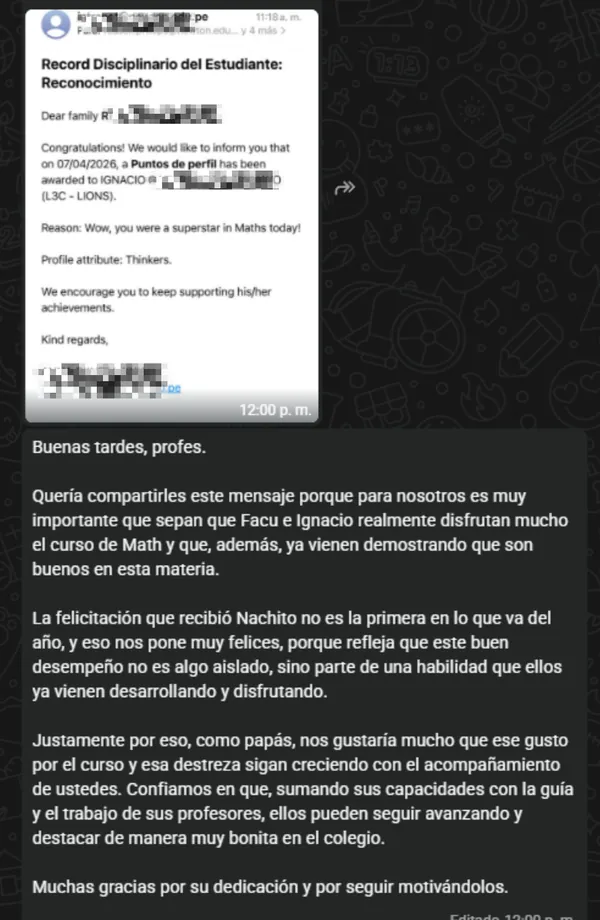 .pe
11:18 a. m.
ton.edu... y 4 más >
Record Disciplinario del Estudiante:
Reconocimiento
Dear family
Congratulations! We would like to inform you that
on 07/04/2026, a Puntos de perfil has been
awarded to IGNACIO
(L3C - LIONS).
Reason: Wow, you were a superstar in Maths today!
Profile attribute: Thinkers.
We encourage you to keep supporting his/her
achievements.
Kind regards,
.pe
12:00 p. m.
Buenas tardes, profes.
Quería compartirles este mensaje porque para nosotros es muy
importante que sepan que Facu e Ignacio realmente disfrutan mucho
el curso de Math y que, además, ya vienen demostrando que son
buenos en esta materia.
La felicitación que recibió Nachito no es la primera en lo que va del
año, y eso nos pone muy felices, porque refleja que este buen
desempeño no es algo aislado, sino parte de una habilidad que ellos
ya vienen desarrollando y disfrutando.
Justamente por eso, como papás, nos gustaría mucho que ese gusto
por el curso y esa destreza sigan creciendo con el acompañamiento
de ustedes. Confiamos en que, sumando sus capacidades con la guía
y el trabajo de sus profesores, ellos pueden seguir avanzando y
destacar de manera muy bonita en el colegio.
Muchas gracias por su dedicación y por seguir motivándolos.
Editado 12:00 p. m.